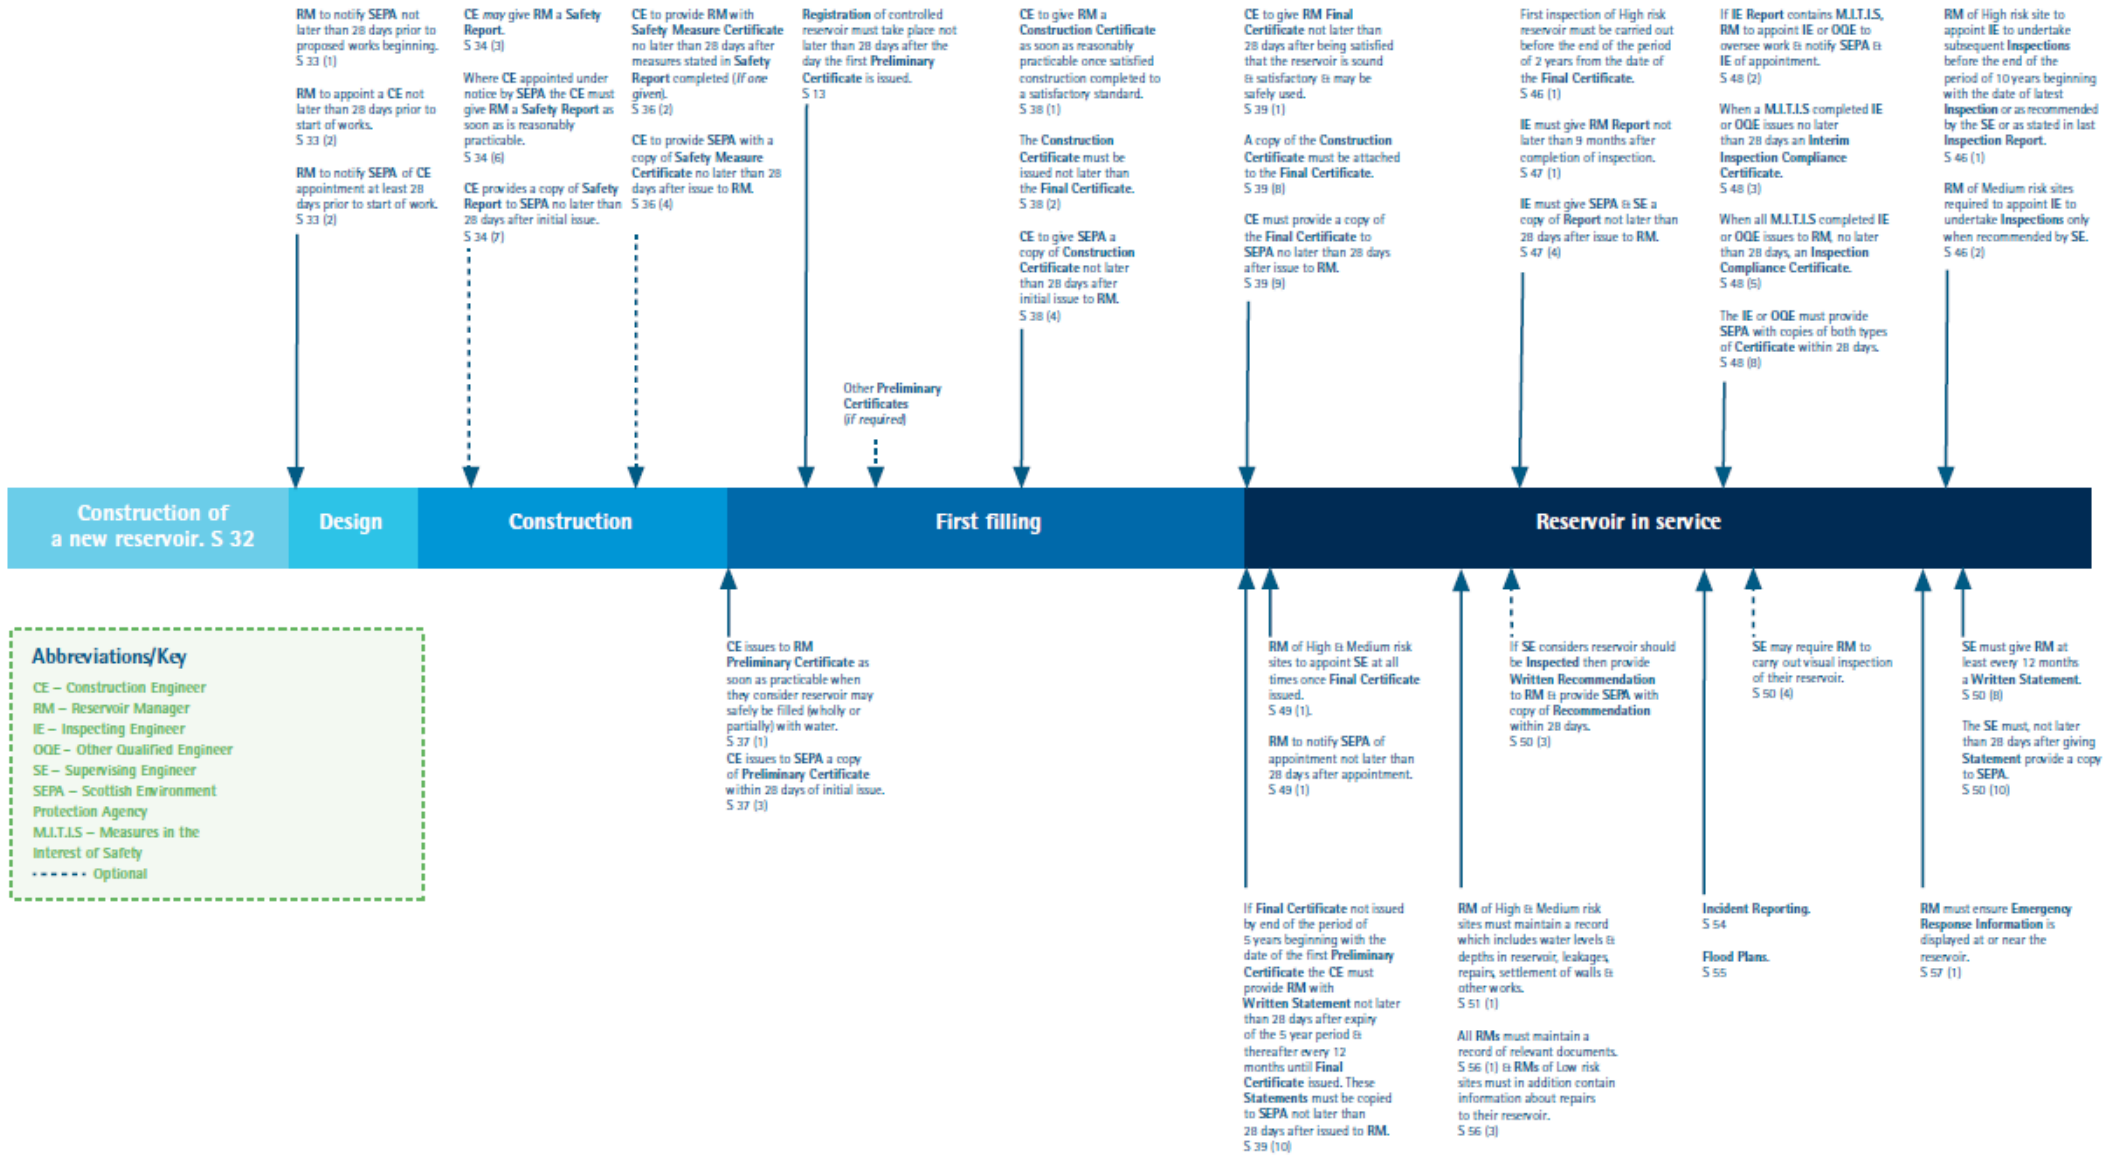 RM to notify SEPA not
later than 28 days prior to
proposed works beginning.
S 33 (1)
RM to appoint a CE not
later than 28 days prior to
start of works.
S 33 (2)
RM to notify SEPA of CE
appointment at least 28
days prior to start of work.
S 33 (2)
CE may give RM a Safety
Report.
S 34 (3)
Where CE appointed under
notice by SEPA the CE must
give RM a Safety Report as
soon as is reasonably
practicable.
S 34 (6)
CE provides a copy of Safety
Report to SEPA no later than
28 days after initial issue.
S 34 (7)
CE to provide RM with
Safety Measure Certificate
no later than 28 days after
measures stated in Safety
Report completed (If one
given).
S 36 (2)
CE to provide SEPA with a
copy of Safety Measure
Certificate no later than 28
days after issue to RM.
S 36 (4)
Registration of controlled
reservoir must take place not
later than 28 days after the
day the first Preliminary
Certificate is issued.
S 13
Other Preliminary
Certificates
(if required)
CE to give RM a
Construction Certificate
as soon as reasonably
practicable once satisfied
construction completed to
a satisfactory standard.
S 38 (1)
The Construction
Certificate must be
issued not later than
the Final Certificate.
S 38 (2)
CE to give SEPA a
copy of Construction
Certificate not later
than 28 days after
initial issue to RM.
S 38 (4)
CE to give RM Final
Certificate not later than
28 days after being satisfied
that the reservoir is sound
& satisfactory & may be
safely used.
S 39 (1)
A copy of the Construction
Certificate must be attached
to the Final Certificate.
S 39 (8)
CE must provide a copy of
the Final Certificate to
SEPA no later than 28 days
after issue to RM.
S 39 (9)
First inspection of High risk
reservoir must be carried out
before the end of the period
of 2 years from the date of
the Final Certificate.
S 46 (1)
IE must give RM Report not
later than 9 months after
completion of inspection.
S 47 (1)
IE must give SEPA & SE a
copy of Report not later than
28 days after issue to RM.
S 47 (4)
If IE Report contains M.I.T.I.S,
RM to appoint IE or OQE to
oversee work & notify SEPA &
IE of appointment.
S 48 (2)
When a M.I.T.I.S completed IE
or OQE issues no later
than 28 days an Interim
Inspection Compliance
Certificate.
S 48 (3)
When all M.I.T.I.S completed IE
or OQE issues to RM, no later
than 28 days, an Inspection
Compliance Certificate.
S 48 (5)
The IE or OQE must provide
SEPA with copies of both types
of Certificate within 28 days.
S 48 (8)
RM of High risk site to
appoint IE to undertake
subsequent Inspections
before the end of the
period of 10 years beginning
with the date of latest
Inspection or as recommended
by the SE or as stated in last
Inspection Report.
S 46 (1)
RM of Medium risk sites
required to appoint IE to
undertake Inspections only
when recommended by SE.
S 46 (2)
Construction of
a new reservoir. S 32
Design
Construction
First filling
Reservoir in service
Abbreviations/Key
CE – Construction Engineer
RM – Reservoir Manager
IE – Inspecting Engineer
OQE – Other Qualified Engineer
SE – Supervising Engineer
SEPA – Scottish Environment
Protection Agency
M.I.T.I.S – Measures in the
Interest of Safety
Optional
CE issues to RM
Preliminary Certificate as
soon as practicable when
they consider reservoir may
safely be filled (wholly or
partially) with water.
S 37 (1)
CE issues to SEPA a copy
of Preliminary Certificate
within 28 days of initial issue.
S 37 (3)
RM of High & Medium risk
sites to appoint SE at all
times once Final Certificate
issued.
S 49 (1).
RM to notify SEPA of
appointment not later than
28 days after appointment.
S 49 (1)
If SE considers reservoir should
be Inspected then provide
Written Recommendation
to RM & provide SEPA with
copy of Recommendation
within 28 days.
S 50 (3)
SE may require RM to
carry out visual inspection
of their reservoir.
S 50 (4)
SE must give RM at
least every 12 months
a Written Statement.
S 50 (8)
The SE must, not later
than 28 days after giving
Statement provide a copy
to SEPA.
S 50 (10)
If Final Certificate not issued
by end of the period of
5 years beginning with the
date of the first Preliminary
Certificate the CE must
provide RM with
Written Statement not later
than 28 days after expiry
of the 5 year period &
thereafter every 12
months until Final
Certificate issued. These
Statements must be copied
to SEPA not later than
28 days after issued to RM.
S 39 (10)
RM of High & Medium risk
sites must maintain a record
which includes water levels &
depths in reservoir, leakages,
repairs, settlement of walls &
other works.
S 51 (1)
All RMs must maintain a
record of relevant documents.
S 56 (1) & RMs of Low risk
sites must in addition contain
information about repairs
to their reservoir.
S 56 (3)
Incident Reporting.
S 54
Flood Plans.
S 55
RM must ensure Emergency
Response Information is
displayed at or near the
reservoir.
S 57 (1)